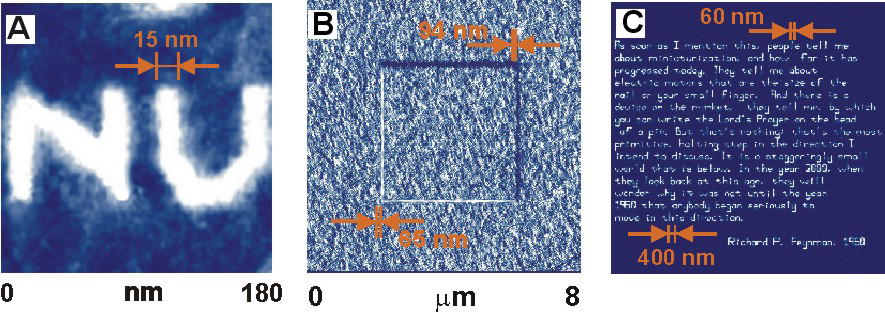 A
15 nm
NU
0 nm 180
B
94 nm
65 nm
0 µm 8
C
60 nm
As soon as I mention this, people tell me
about miniaturization, and how far it has
progressed today. They tell me about
electric motors that are the size of the
nail on your small finger. And there is a
device on the market, they tell me, by which
you can write the Lord's Prayer on the head
of a pin. But that's nothing; that's the most
primitive, halting step in the direction I
intend to discuss. It is a staggeringly small
world that is below. In the year 2000, when
they look back at this age, they will
wonder why it was not until the year
1960 that anybody began seriously to
move in this direction.
400 nm
Richard P. Feynman, 1960